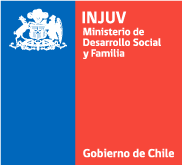 INJUV
Ministerio de
Desarrollo Social
y Familia
Gobierno de Chile